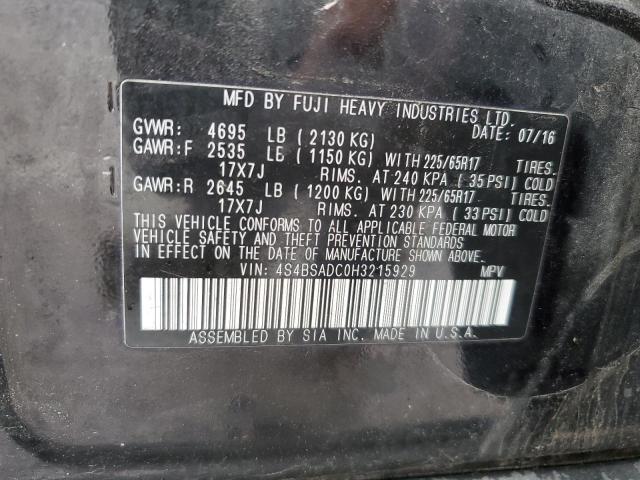 MFD BY FUJI HEAVY INDUSTRIES LTD.
GVWR: 4695 LB (2130 KG) DATE: 07/16
GAWR:F 2535 LB (1150 KG) WITH 225/65R17 TIRES.
17X7J RIMS. AT 240 KPA (35 PSI) COLD
GAWR:R 2645 LB (1200 KG) WITH 225/65R17 TIRES.
17X7J RIMS. AT 230 KPA (33 PSI) COLD
THIS VEHICLE CONFORMS TO ALL APPLICABLE FEDERAL MOTOR
VEHICLE SAFETY AND THEFT PREVENTION STANDARDS
IN EFFECT ON THE DATE OF MANUFACTURE SHOWN ABOVE.
VIN: 4S4BSADC0H3215929 MPV
ASSEMBLED BY SIA INC. MADE IN U.S.A.